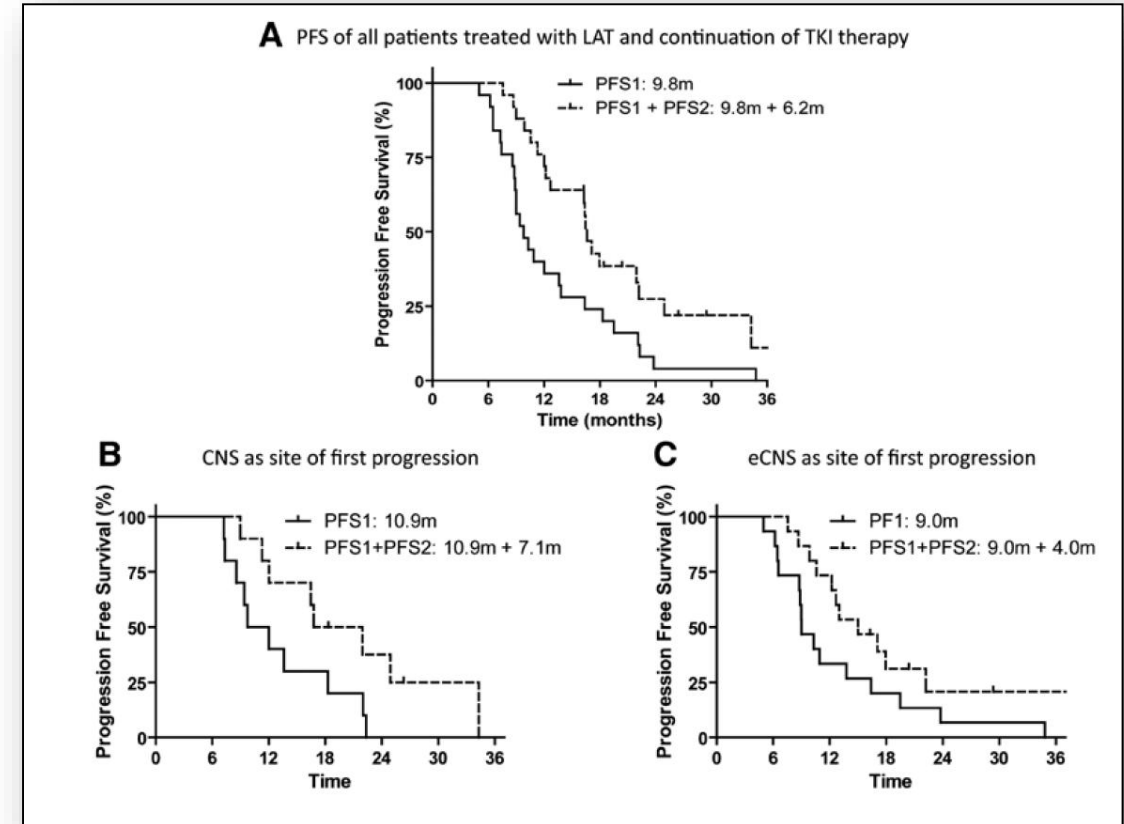 A PFS of all patients treated with LAT and continuation of TKI therapy
PFS1: 9.8m
PFS1 + PFS2: 9.8m + 6.2m
Progression Free Survival (%)
100
75
50
25
0
0 6 12 18 24 30 36
Time (months)
B CNS as site of first progression
PFS1: 10.9m
PFS1+PFS2: 10.9m + 7.1m
Progression Free Survival (%)
100
75
50
25
0
0 6 12 18 24 30 36
Time
C eCNS as site of first progression
PF1: 9.0m
PFS1+PFS2: 9.0m + 4.0m
Progression Free Survival (%)
100
75
50
25
0
0 6 12 18 24 30 36
Time